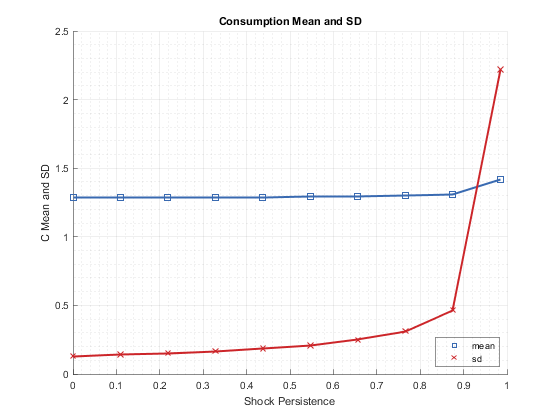 Consumption Mean and SD
2.5
2
1.5
1
0.5
0
C Mean and SD
0 0.1 0.2 0.3 0.4 0.5 0.6 0.7 0.8 0.9 1
Shock Persistence
mean
sd